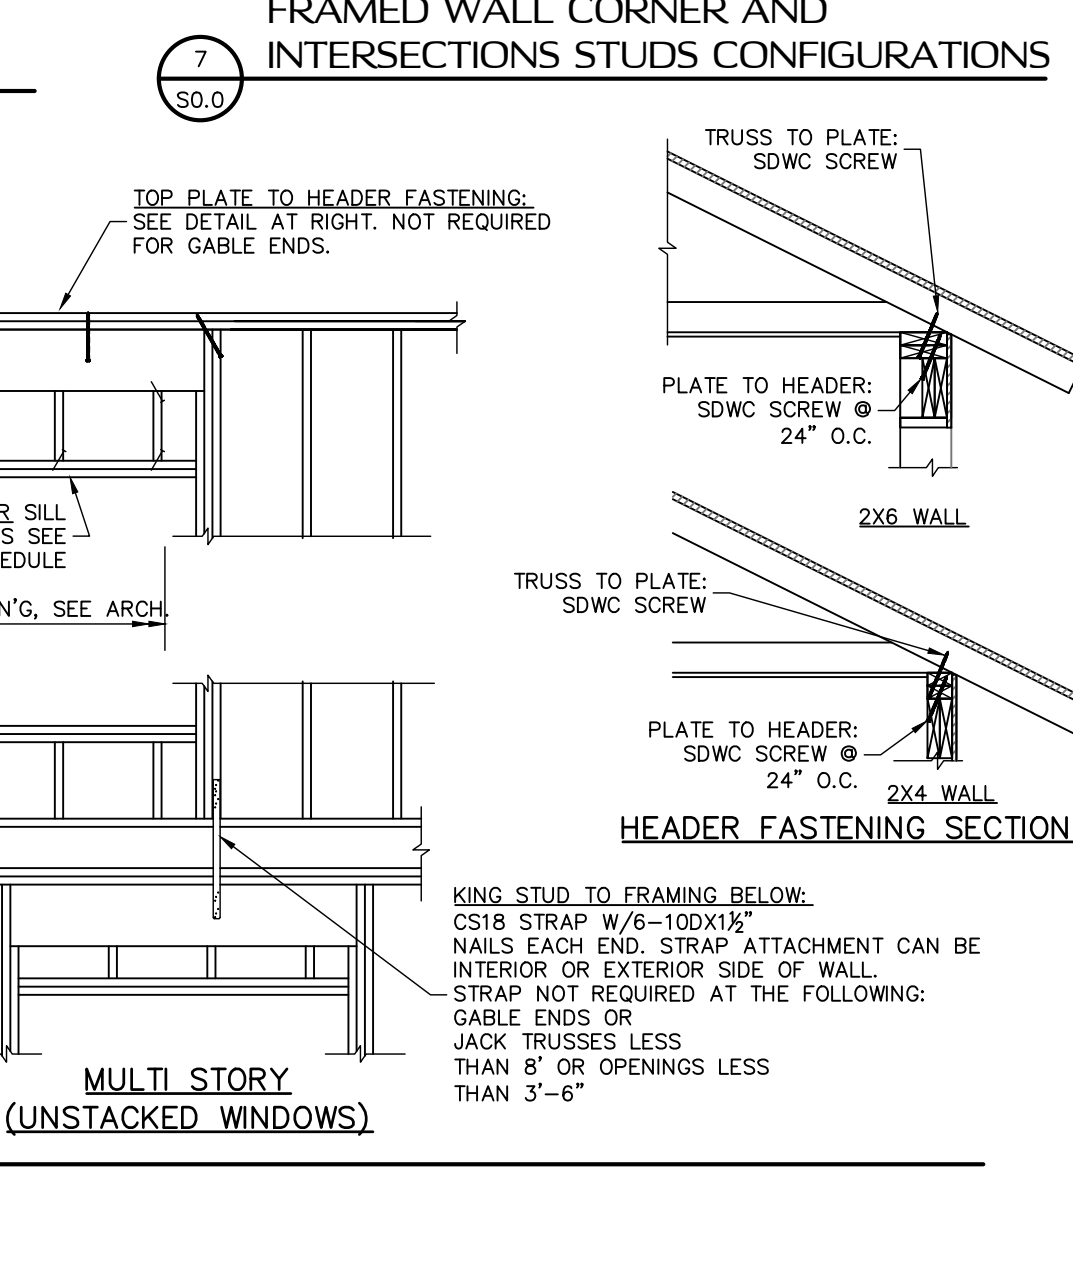 FRAMED WALL CORNER AND
INTERSECTIONS STUDS CONFIGURATIONS
7
S0.0
TRUSS TO PLATE:
SDWC SCREW
TOP PLATE TO HEADER FASTENING:
SEE DETAIL AT RIGHT. NOT REQUIRED
FOR GABLE ENDS.
PLATE TO HEADER:
SDWC SCREW @
24" O.C.
2X6 WALL
R SILL
S SEE
EDULE
N'G, SEE ARCH.
TRUSS TO PLATE:
SDWC SCREW
PLATE TO HEADER:
SDWC SCREW @
24" O.C.
2X4 WALL
HEADER FASTENING SECTION
KING STUD TO FRAMING BELOW:
CS18 STRAP W/6-10DX1½"
NAILS EACH END. STRAP ATTACHMENT CAN BE
INTERIOR OR EXTERIOR SIDE OF WALL.
STRAP NOT REQUIRED AT THE FOLLOWING:
GABLE ENDS OR
JACK TRUSSES LESS
THAN 8' OR OPENINGS LESS
THAN 3'-6"
MULTI STORY
(UNSTACKED WINDOWS)